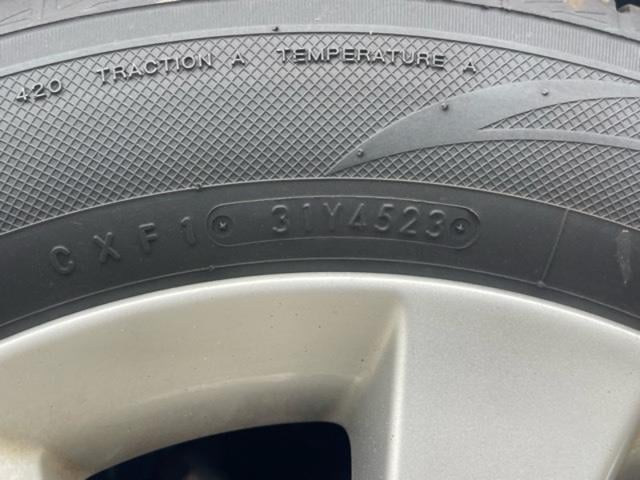 420 TRACTION A TEMPERATURE A
CXF1 31Y4523